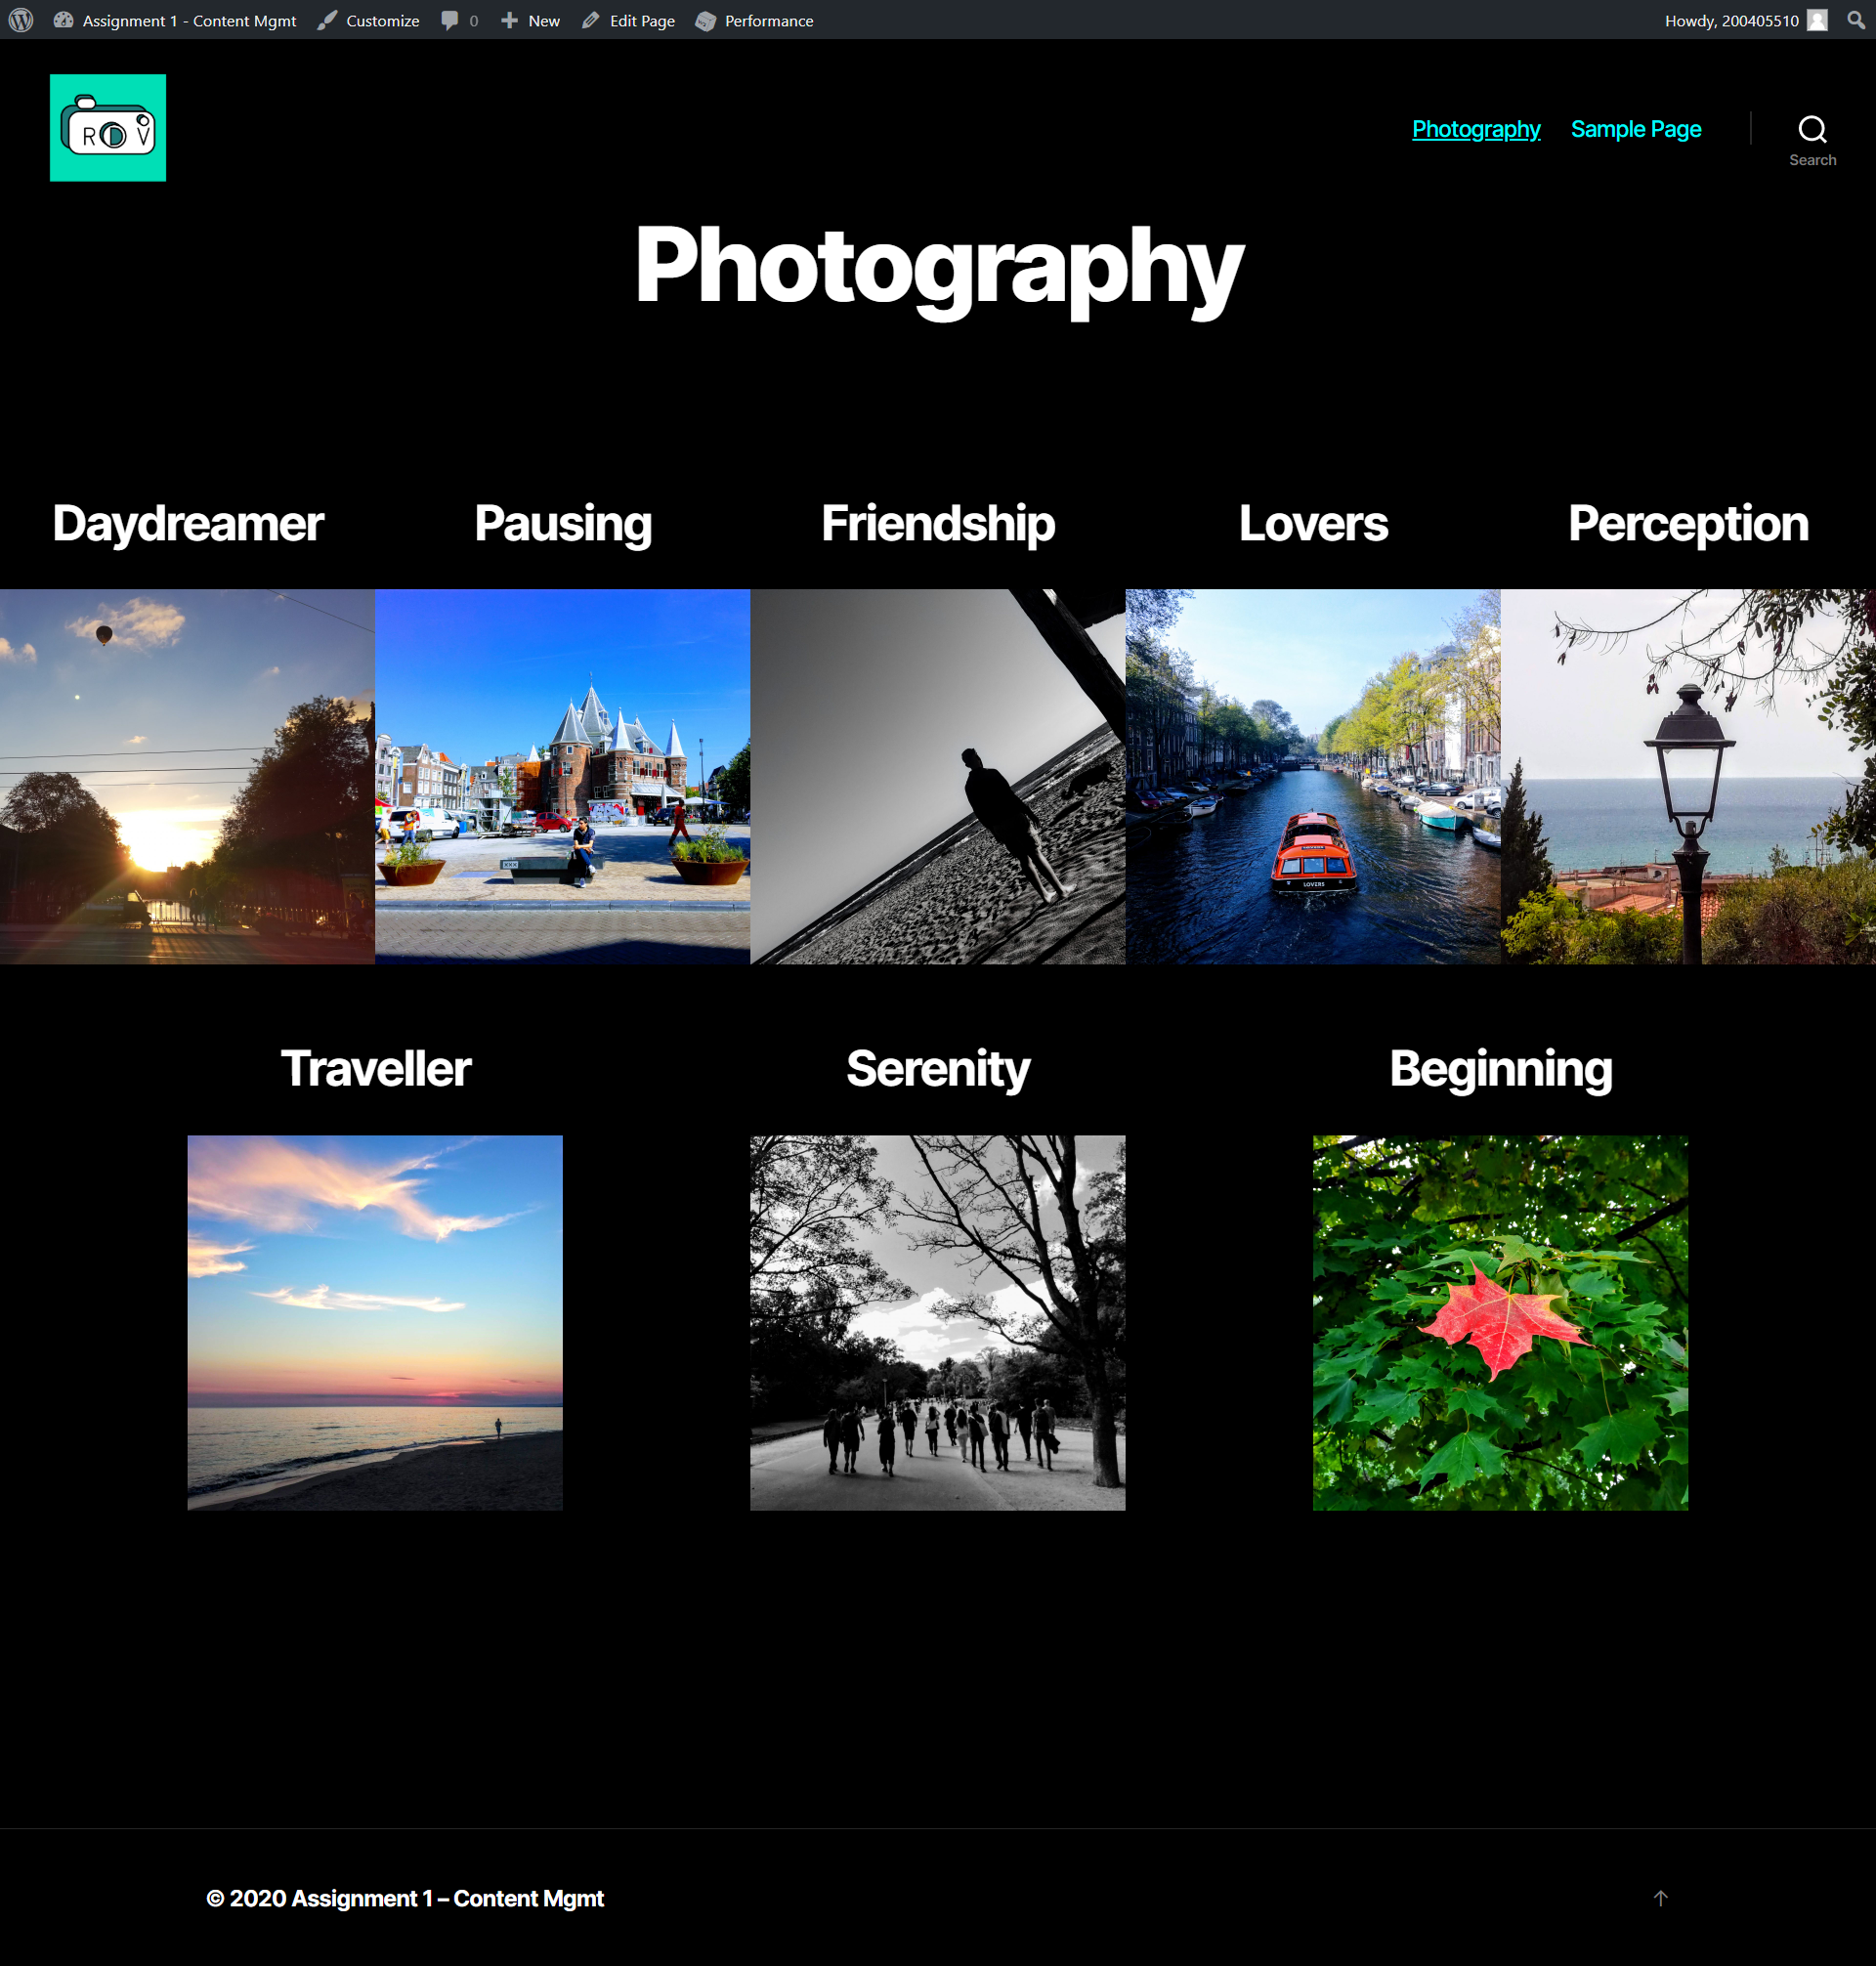 Assignment 1 - Content Mgmt Customize 0 New Edit Page Performance Howdy, 200405510
R D V
Photography Sample Page
Search
Photography
Daydreamer Pausing Friendship Lovers Perception
XXX
LOVERS
Traveller Serenity Beginning
© 2020 Assignment 1 – Content Mgmt